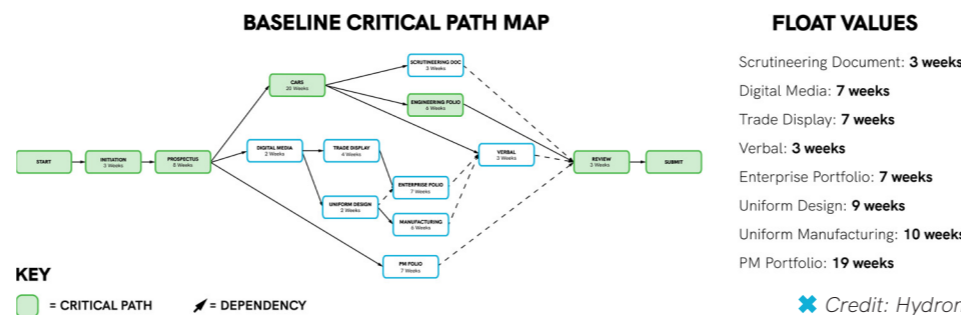 BASELINE CRITICAL PATH MAP
START
INITIATION
3 Weeks
PROSPECTUS
8 Weeks
CARS
20 Weeks
SCRUTINEERING DOC
3 Weeks
ENGINEERING FOLIO
6 Weeks
DIGITAL MEDIA
2 Weeks
TRADE DISPLAY
4 Weeks
VERBAL
3 Weeks
ENTERPRISE FOLIO
7 Weeks
UNIFORM DESIGN
2 Weeks
MANUFACTURING
6 Weeks
PM FOLIO
7 Weeks
REVIEW
3 Weeks
SUBMIT
KEY
= CRITICAL PATH
= DEPENDENCY
FLOAT VALUES
Scrutineering Document: 3 weeks
Digital Media: 7 weeks
Trade Display: 7 weeks
Verbal: 3 weeks
Enterprise Portfolio: 7 weeks
Uniform Design: 9 weeks
Uniform Manufacturing: 10 weeks
PM Portfolio: 19 weeks
Credit: